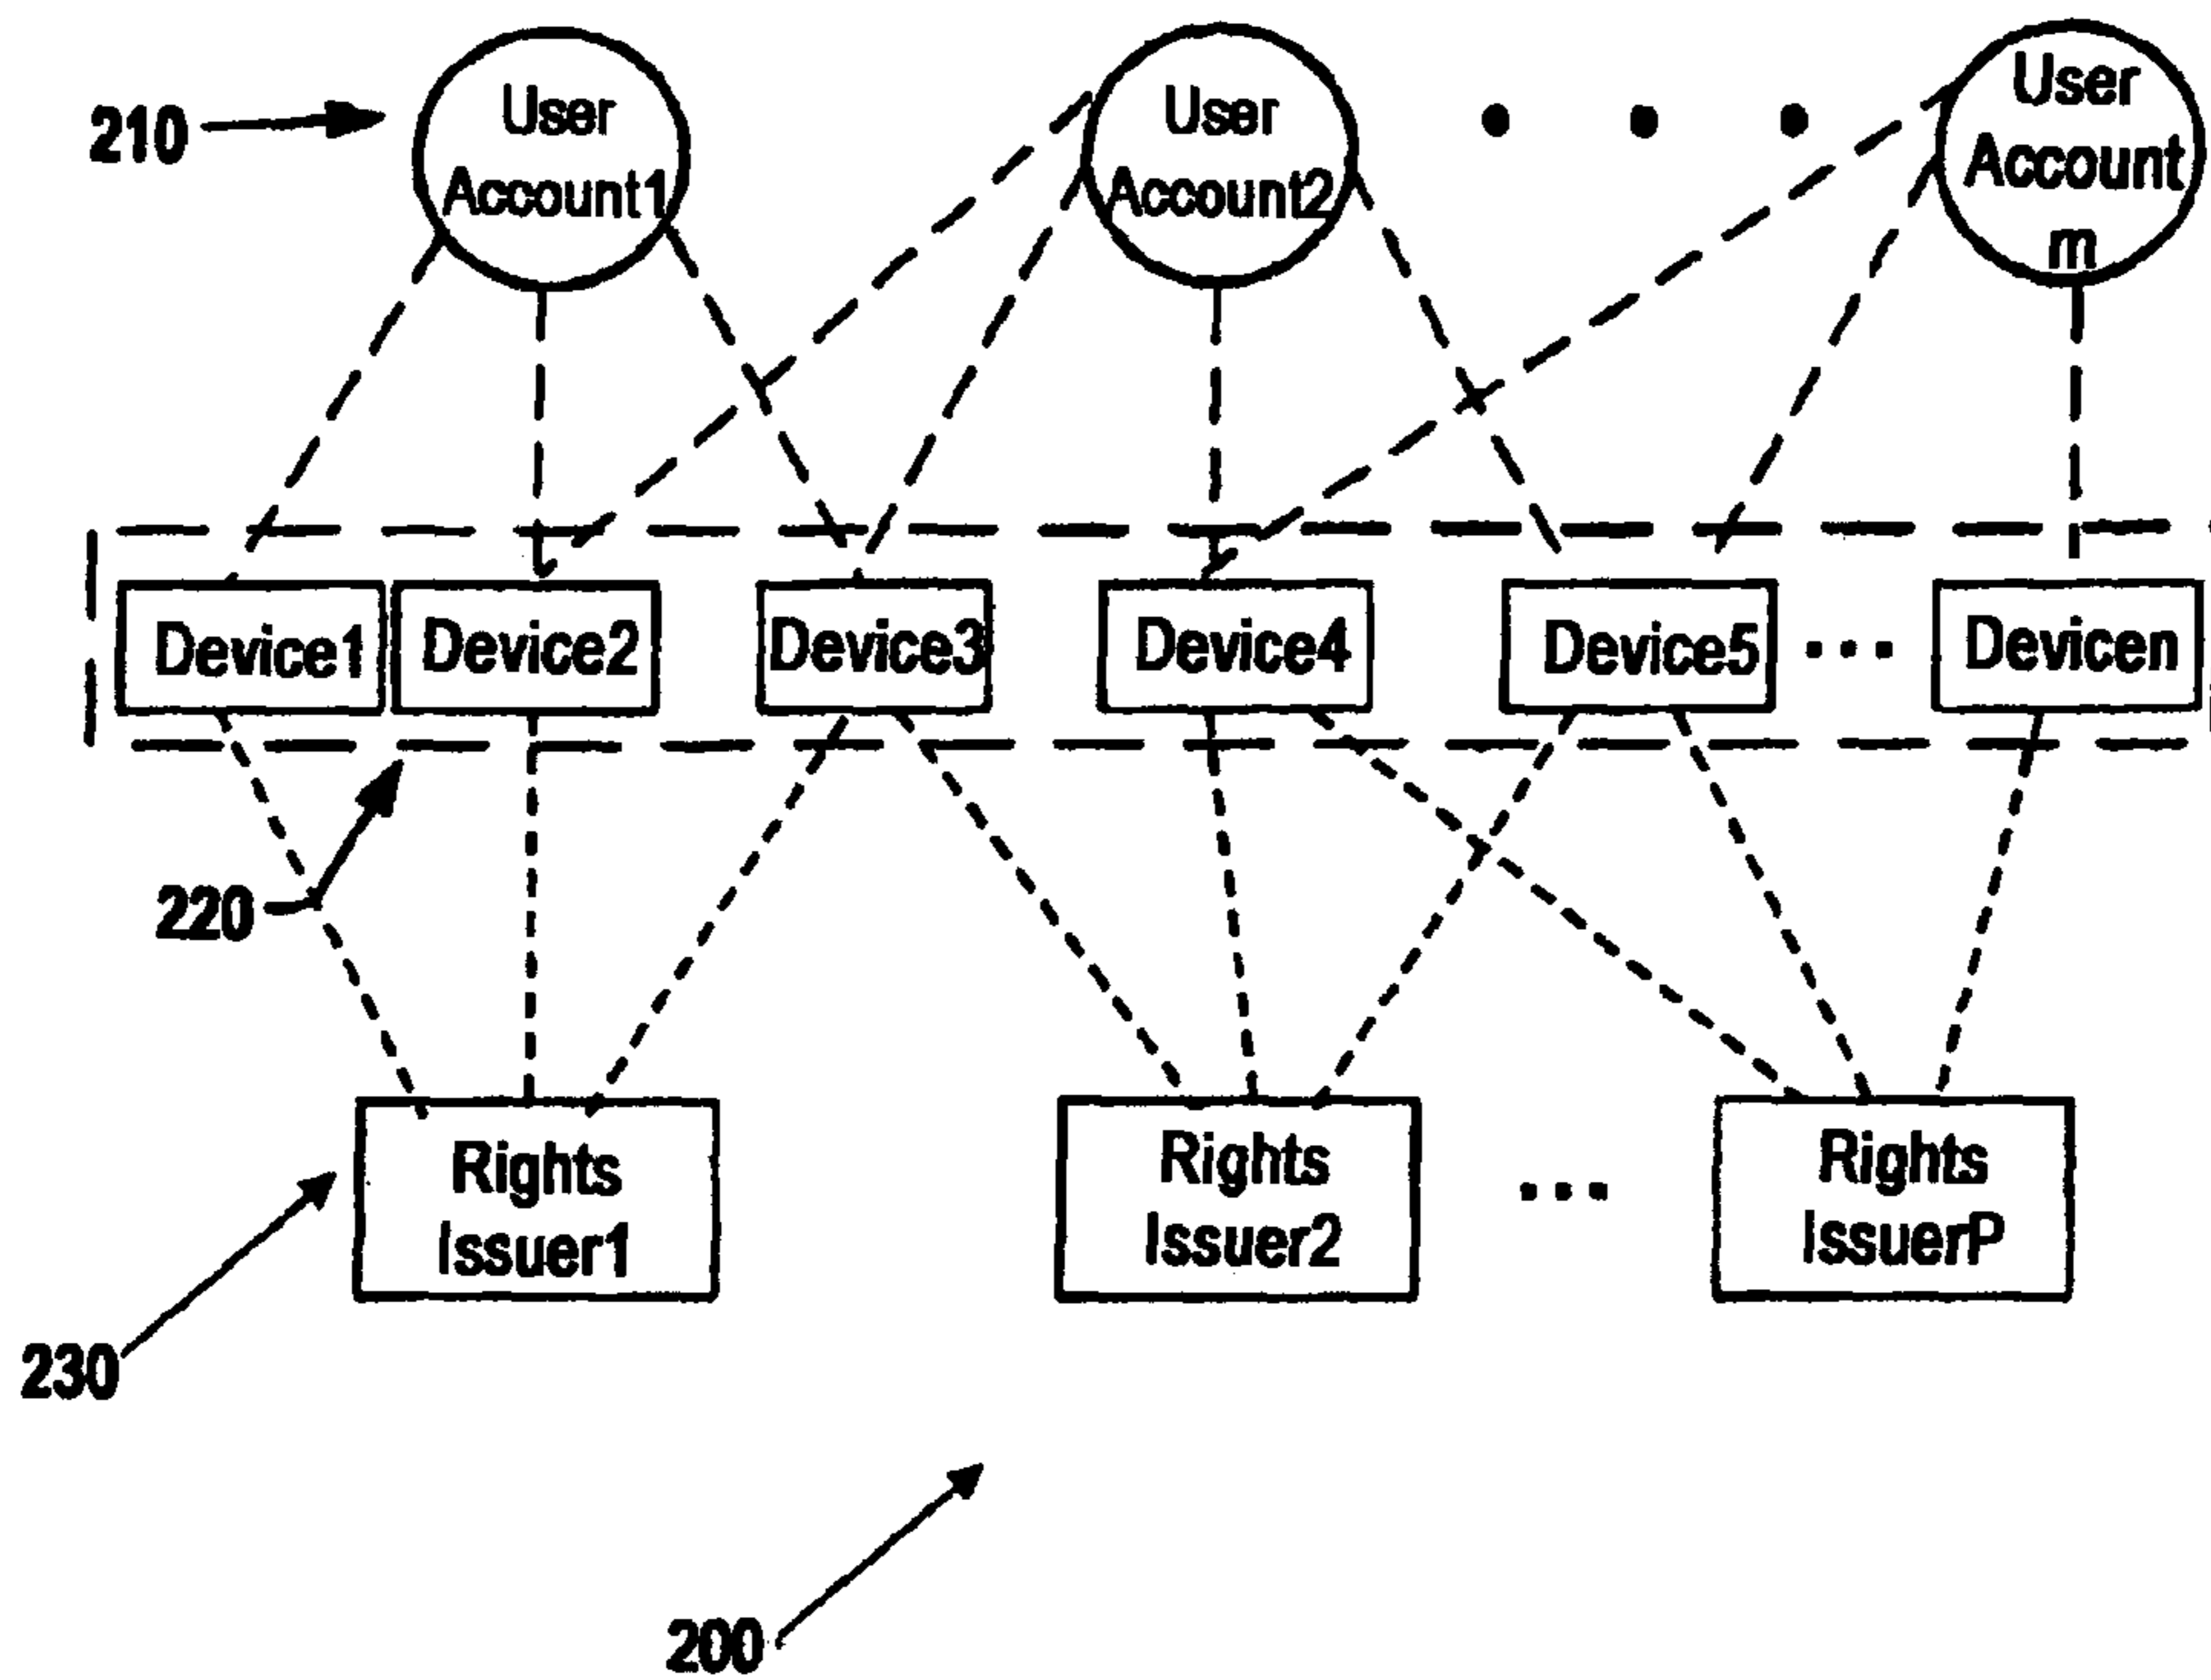 210
User
Account1
User
Account2
User
Account
m
Device1
Device2
Device3
Device4
Device5
...
Devicen
220
Rights
Issuer1
Rights
Issuer2
...
Rights
IssuerP
230
200